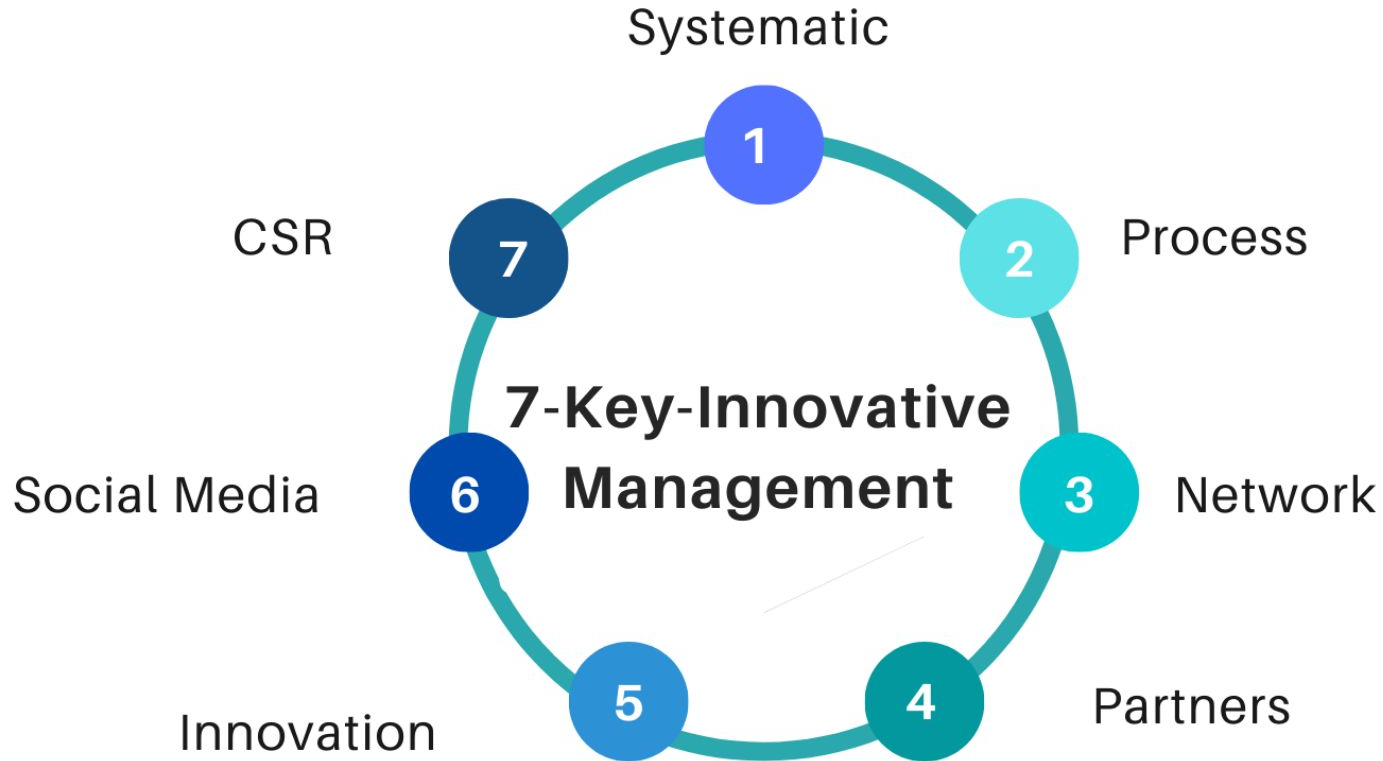 Systematic
1
CSR
7
2
Process
7-Key-Innovative
Management
Social Media
6
3
Network
5
4
Partners
Innovation